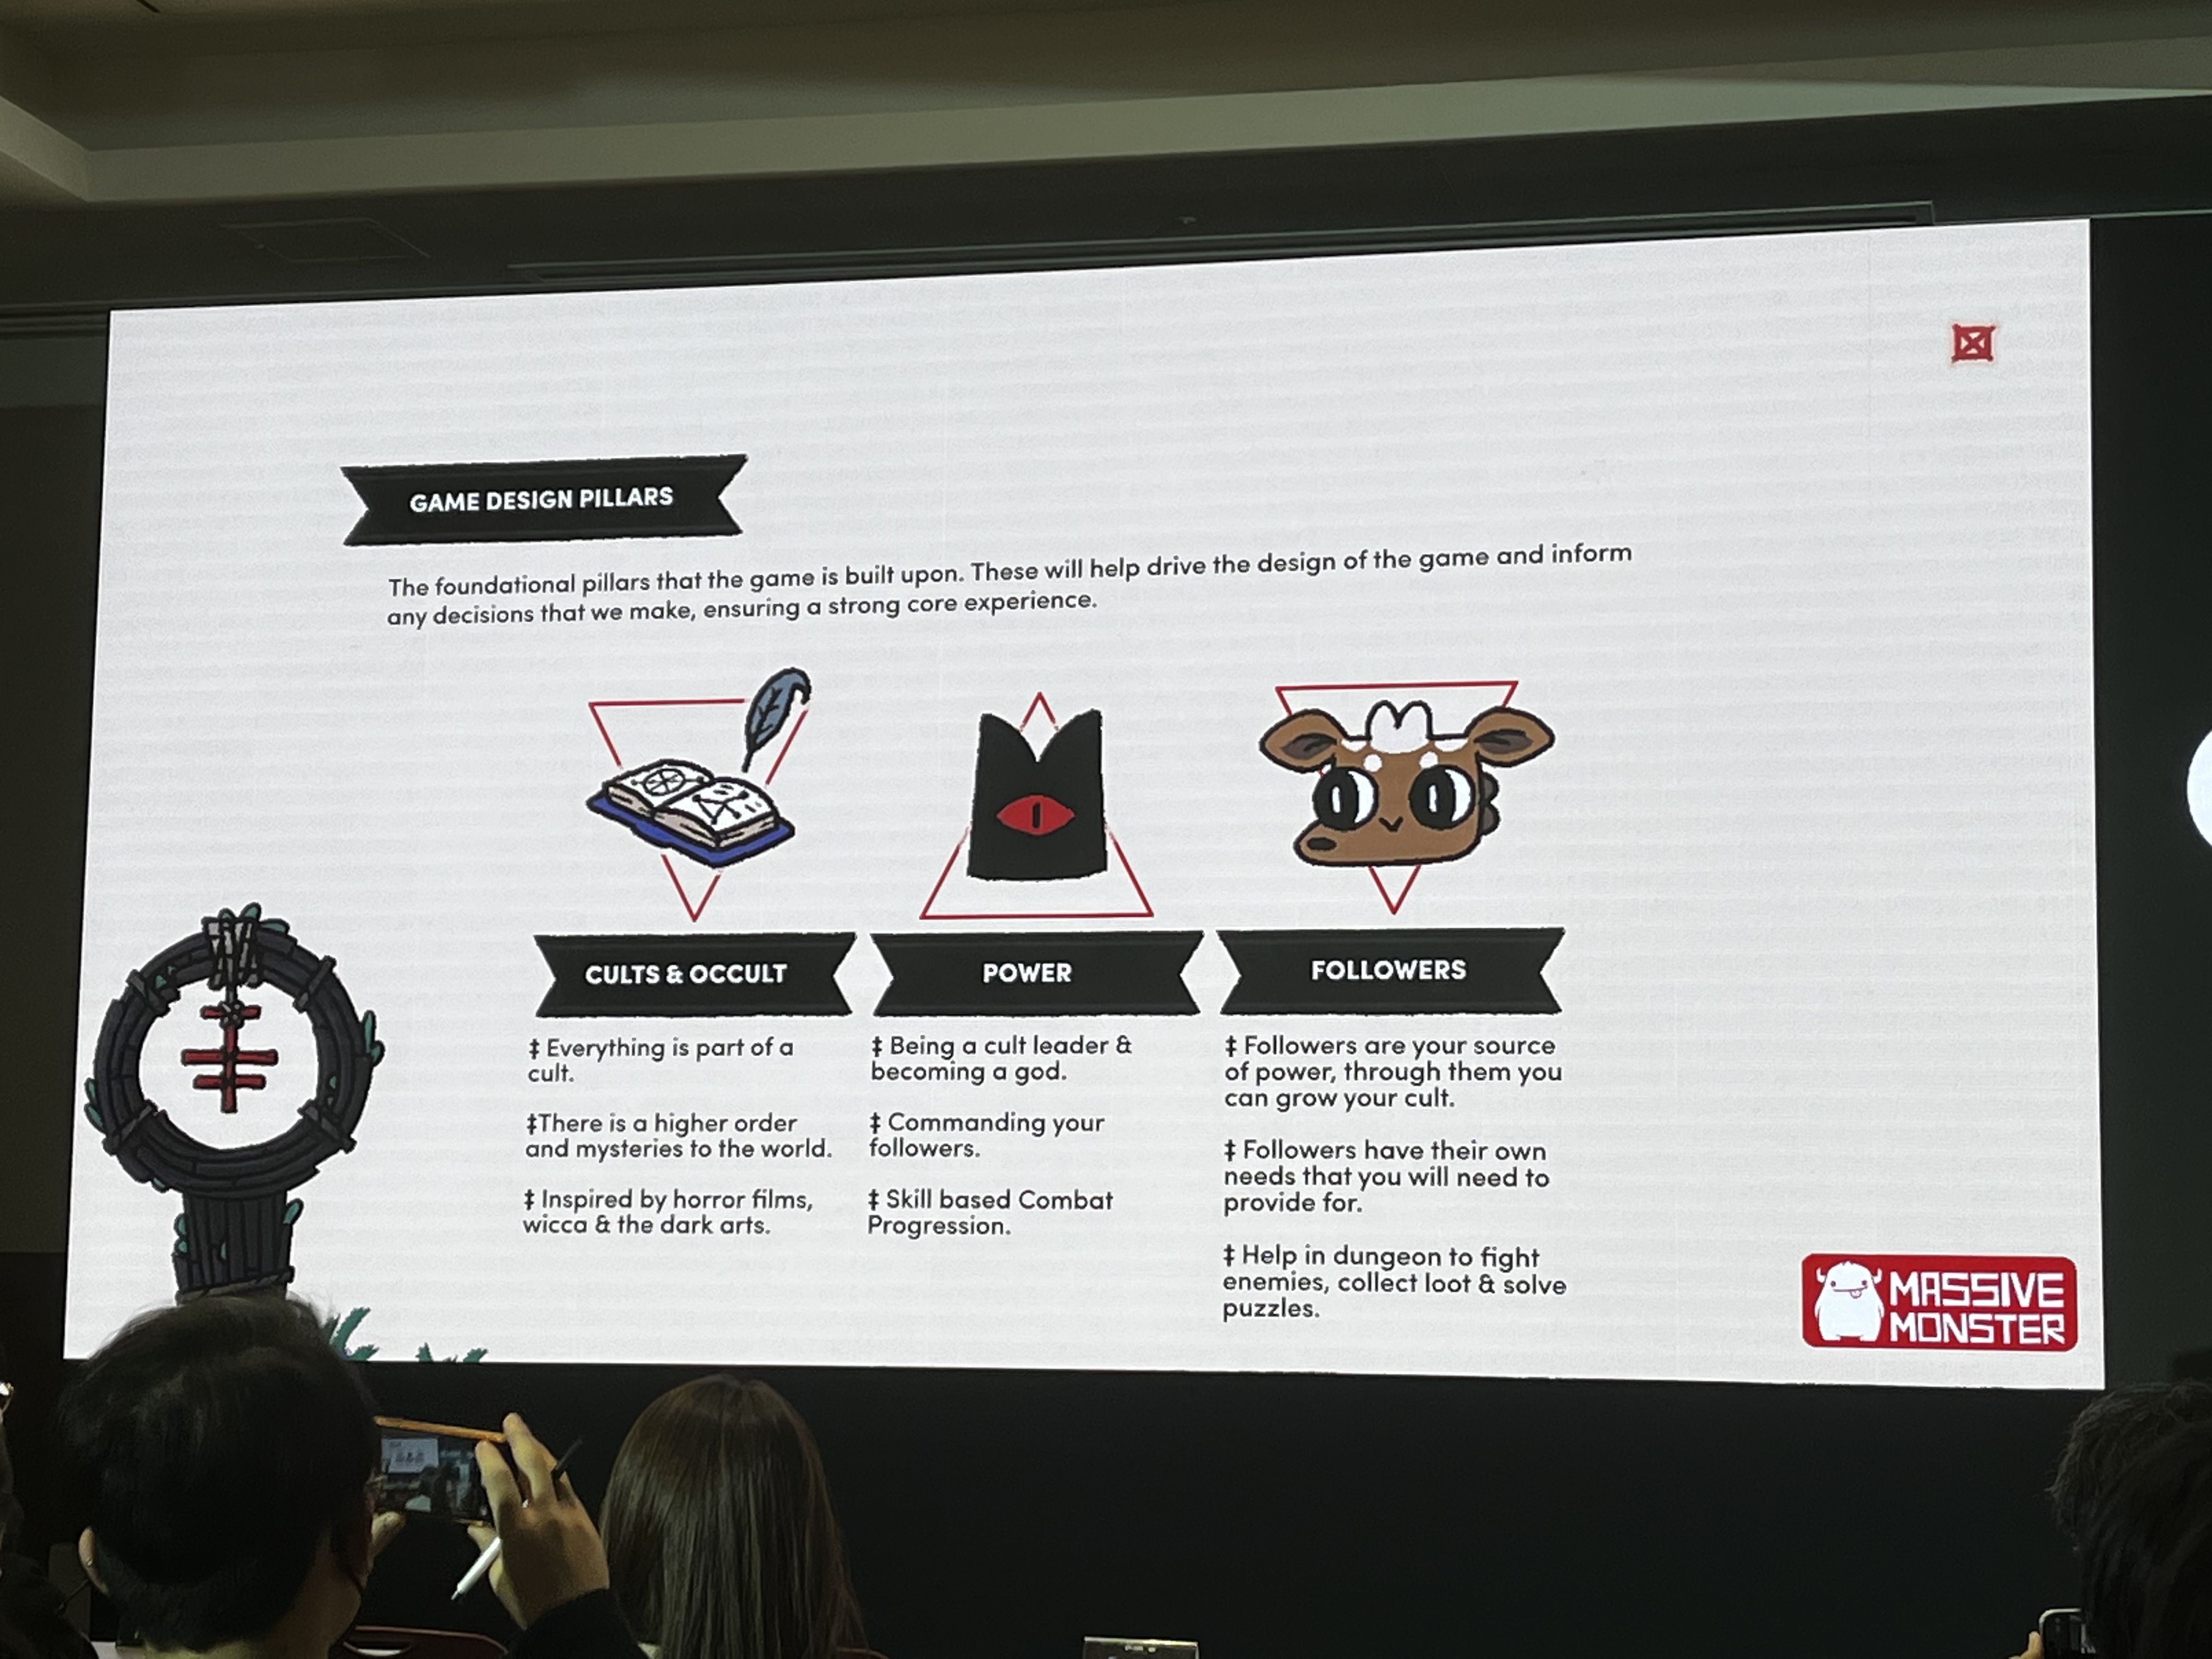 GAME DESIGN PILLARS
The foundational pillars that the game is built upon. These will help drive the design of the game and inform
any decisions that we make, ensuring a strong core experience.
CULTS & OCCULT
‡ Everything is part of a
cult.
‡There is a higher order
and mysteries to the world.
‡ Inspired by horror films,
wicca & the dark arts.
POWER
‡ Being a cult leader &
becoming a god.
‡ Commanding your
followers.
‡ Skill based Combat
Progression.
FOLLOWERS
‡ Followers are your source
of power, through them you
can grow your cult.
‡ Followers have their own
needs that you will need to
provide for.
‡ Help in dungeon to fight
enemies, collect loot & solve
puzzles.
MASSIVE
MONSTER